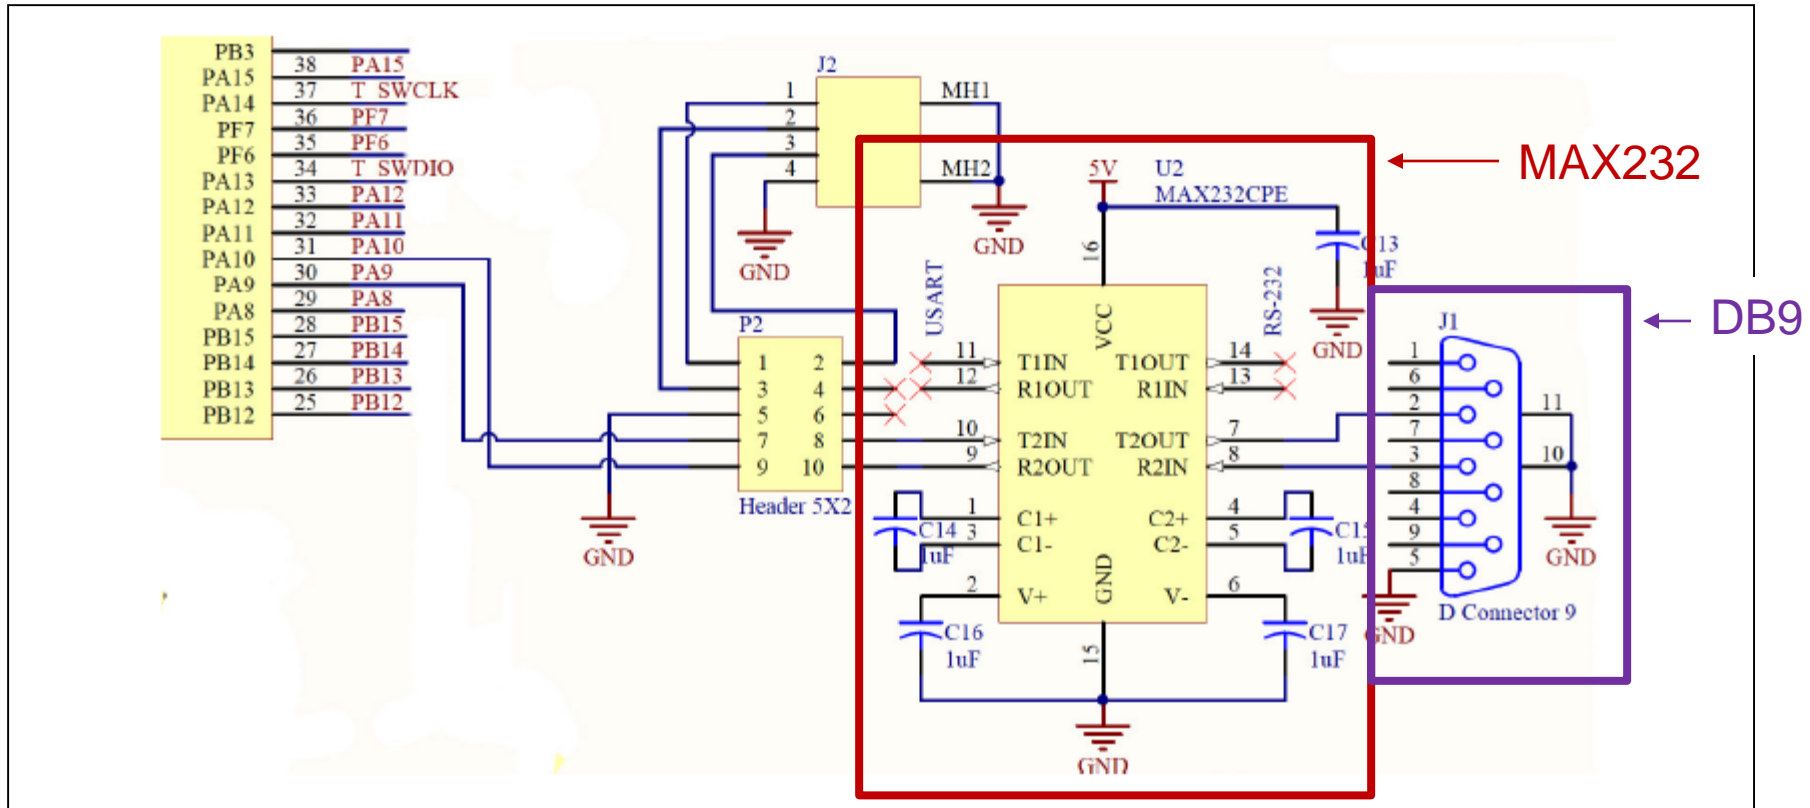 PB3
38 PA15
PA15
37 T_SWCLK
PA14
36 PF7
PF7
35 PF6
PF6
34 T_SWDIO
PA13
33 PA12
PA12
32 PA11
PA11
31 PA10
PA10
30 PA9
PA9
29 PA8
PA8
28 PB15
PB15
27 PB14
PB14
26 PB13
PB13
25 PB12
PB12
J2
1 MH1
2
3
4 MH2
GND
GND
P2
1 2
3 4
5 6
7 8
9 10
Header 5X2
GND
USART
RS-232
5V
U2
MAX232CPE
16
VCC
C13
1uF
GND
11 T1IN T1OUT 14
12 R1OUT R1IN 13
10 T2IN T2OUT 7
9 R2OUT R2IN 8
1 C1+ C2+ 4
3 C1- C2- 5
2 V+ V- 6
GND
15
C14
1uF
C15
1uF
C16
1uF
C17
1uF
GND
MAX232
DB9
J1
1
6
2
7
3
8
4
9
5
11
10
GND
GND
D Connector 9